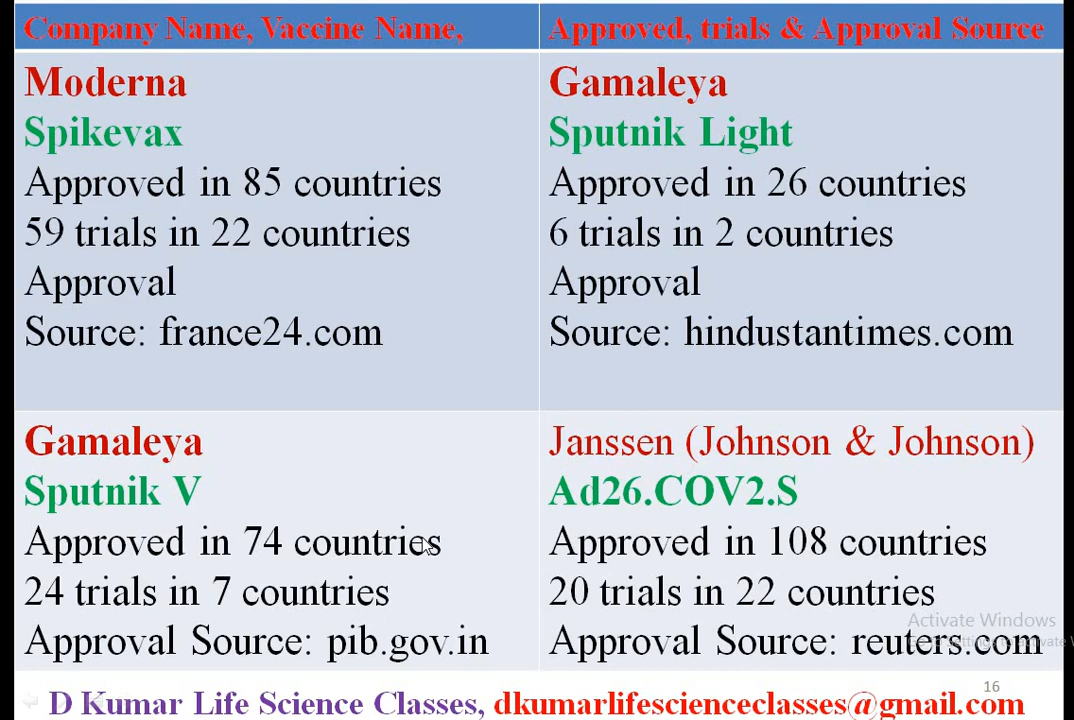 Company Name, Vaccine Name,
Approved, trials & Approval Source
Moderna
Spikevax
Approved in 85 countries
59 trials in 22 countries
Approval
Source: france24.com
Gamaleya
Sputnik Light
Approved in 26 countries
6 trials in 2 countries
Approval
Source: hindustantimes.com
Gamaleya
Sputnik V
Approved in 74 countries
24 trials in 7 countries
Approval Source: pib.gov.in
Janssen (Johnson & Johnson)
Ad26.COV2.S
Approved in 108 countries
20 trials in 22 countries
Approval Source: reuters.com
Activate Windows
16
D Kumar Life Science Classes, dkumarlifescienceclasses@gmail.com